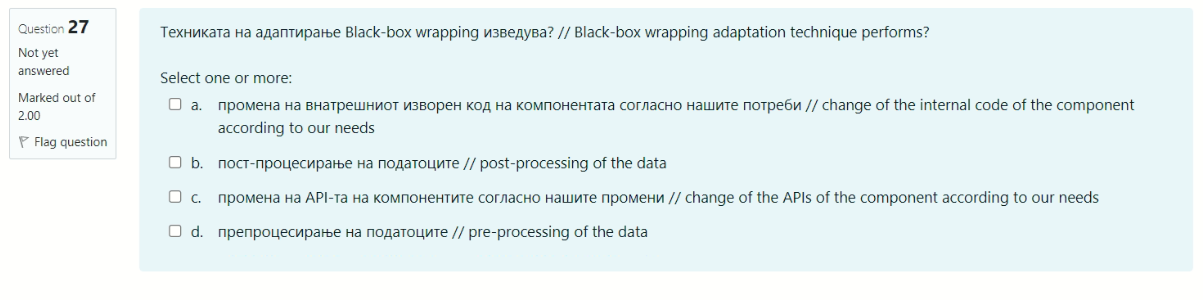 Question 27
Not yet
answered
Marked out of
2.00
Flag question
Техниката на адаптирање Black-box wrapping изведува? // Black-box wrapping adaptation technique performs?
Select one or more:
a. промена на внатрешниот изворен код на компонентата согласно нашите потреби // change of the internal code of the component
according to our needs
b. пост-процесирање на податоците // post-processing of the data
c. промена на API-та на компонентите согласно нашите промени // change of the APIs of the component according to our needs
d. препроцесирање на податоците // pre-processing of the data